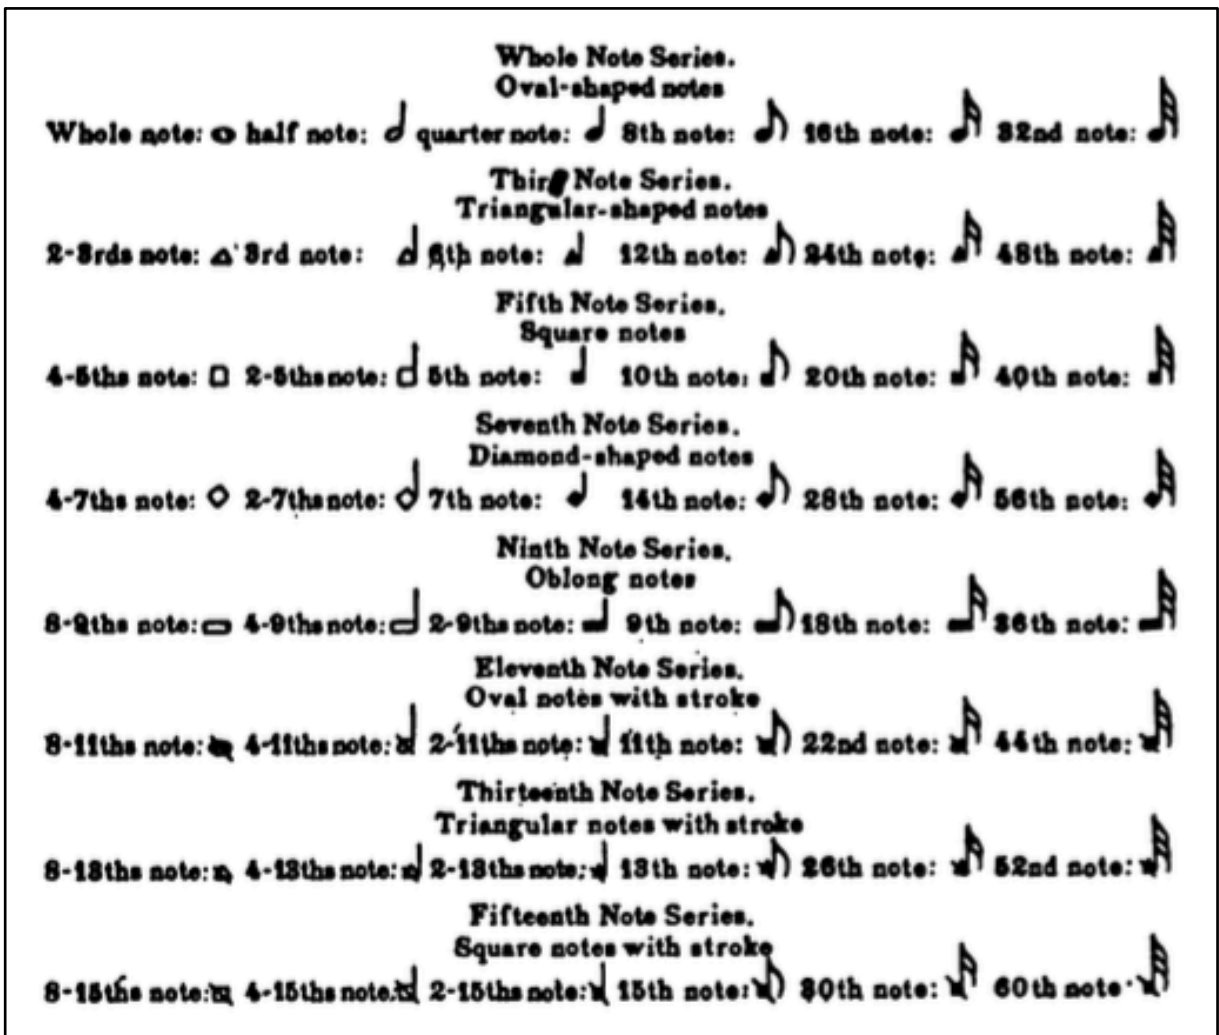 Whole Note Series.
Oval-shaped notes
Whole note: half note: quarter note: 8th note: 16th note: 32nd note:
Third Note Series.
Triangular-shaped notes
2-3rds note: 3rd note: 6th note: 12th note: 24th note: 48th note:
Fifth Note Series.
Square notes
4-5ths note: 2-5ths note: 5th note: 10th note: 20th note: 40th note:
Seventh Note Series.
Diamond-shaped notes
4-7ths note: 2-7ths note: 7th note: 14th note: 28th note: 56th note:
Ninth Note Series.
Oblong notes
8-9ths note: 4-9ths note: 2-9ths note: 9th note: 18th note: 36th note:
Eleventh Note Series.
Oval notes with stroke
8-11ths note: 4-11ths note: 2-11ths note: 11th note: 22nd note: 44th note:
Thirteenth Note Series.
Triangular notes with stroke
8-13ths note: 4-13ths note: 2-13ths note: 13th note: 26th note: 52nd note:
Fifteenth Note Series.
Square notes with stroke
8-15ths note: 4-15ths note. 2-15ths note: 15th note: 30th note: 60th note